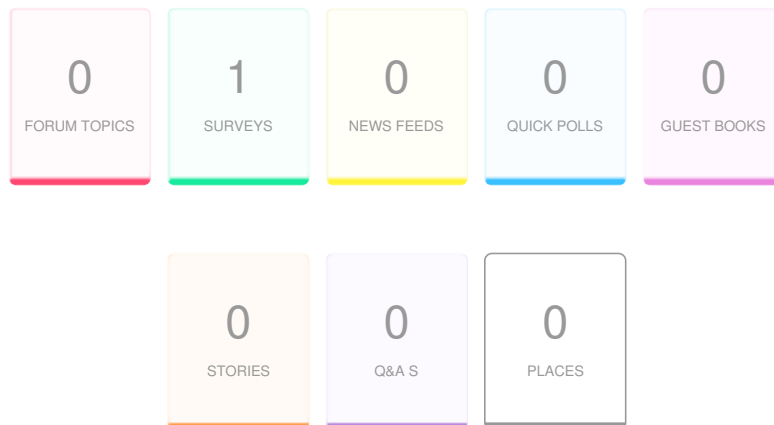 0 1 0 0 0
FORUM TOPICS SURVEYS NEWS FEEDS QUICK POLLS GUEST BOOKS
0 0 0
STORIES Q&A S PLACES